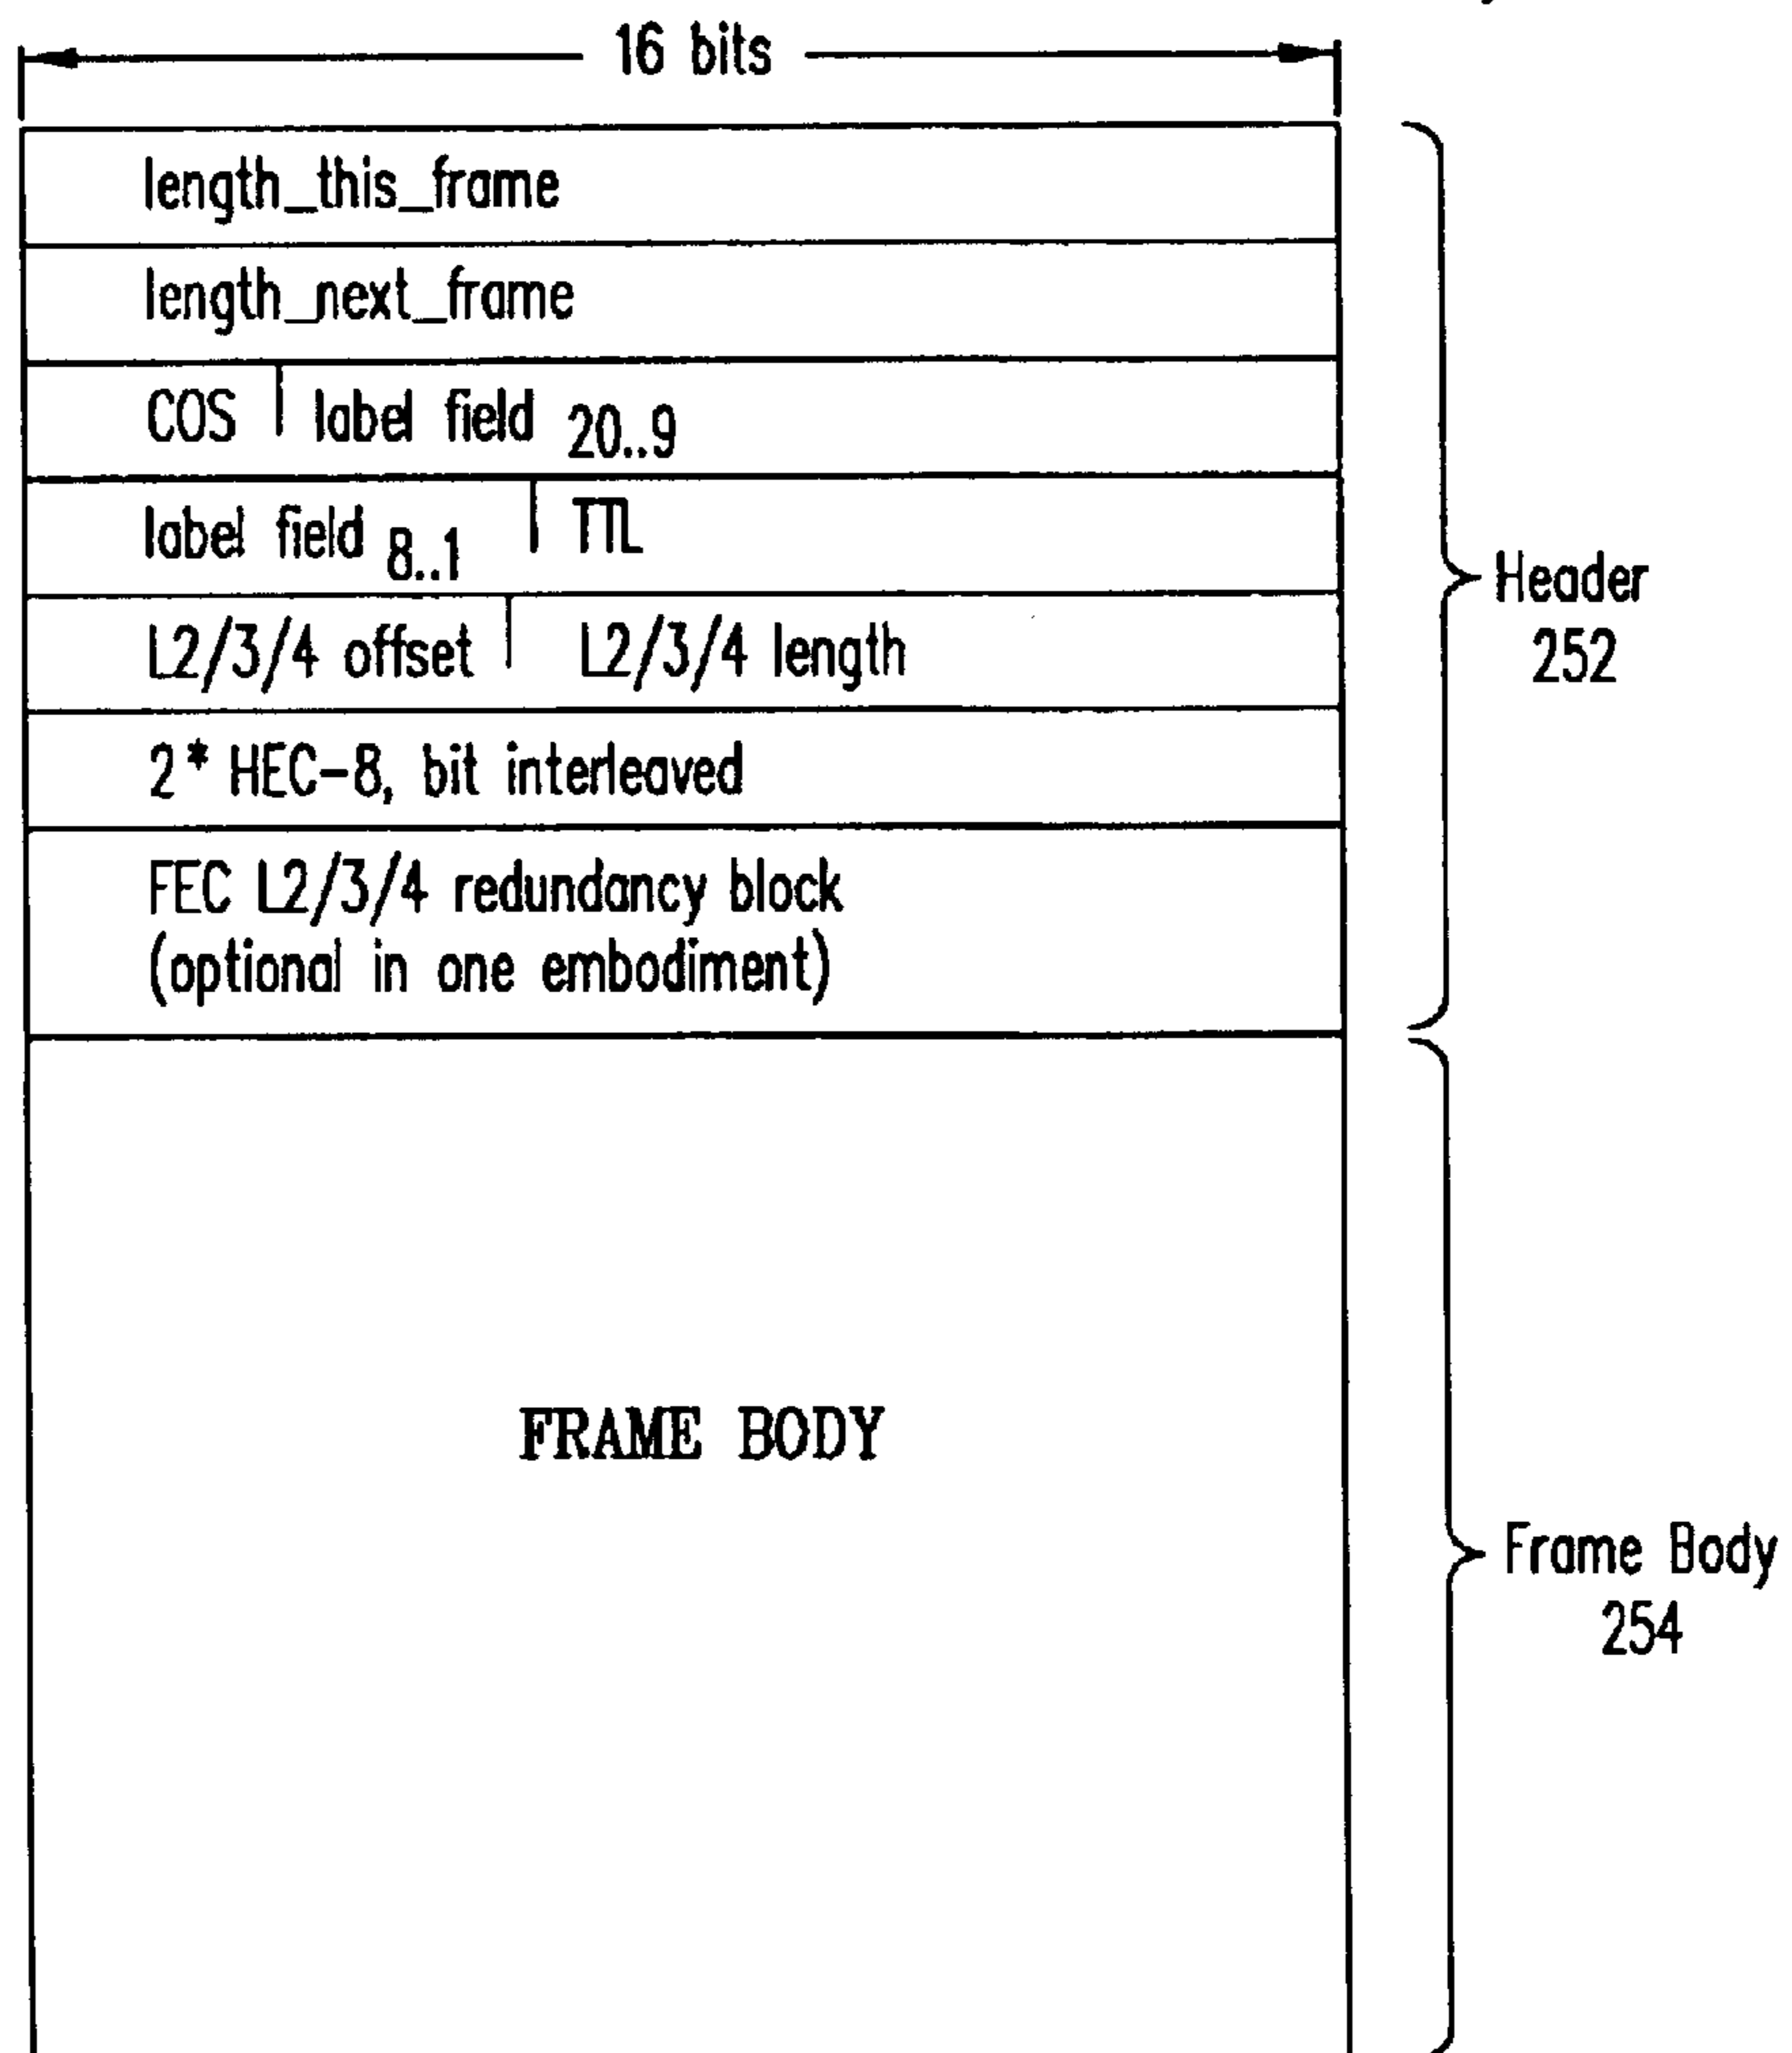 16 bits
length_this_frame
length_next_frame
COS label field 20..9
label field 8..1 TTL
L2/3/4 offset L2/3/4 length
2* HEC-8, bit interleaved
FEC L2/3/4 redundancy block
(optional in one embodiment)
Header
252
FRAME BODY
Frame Body
254